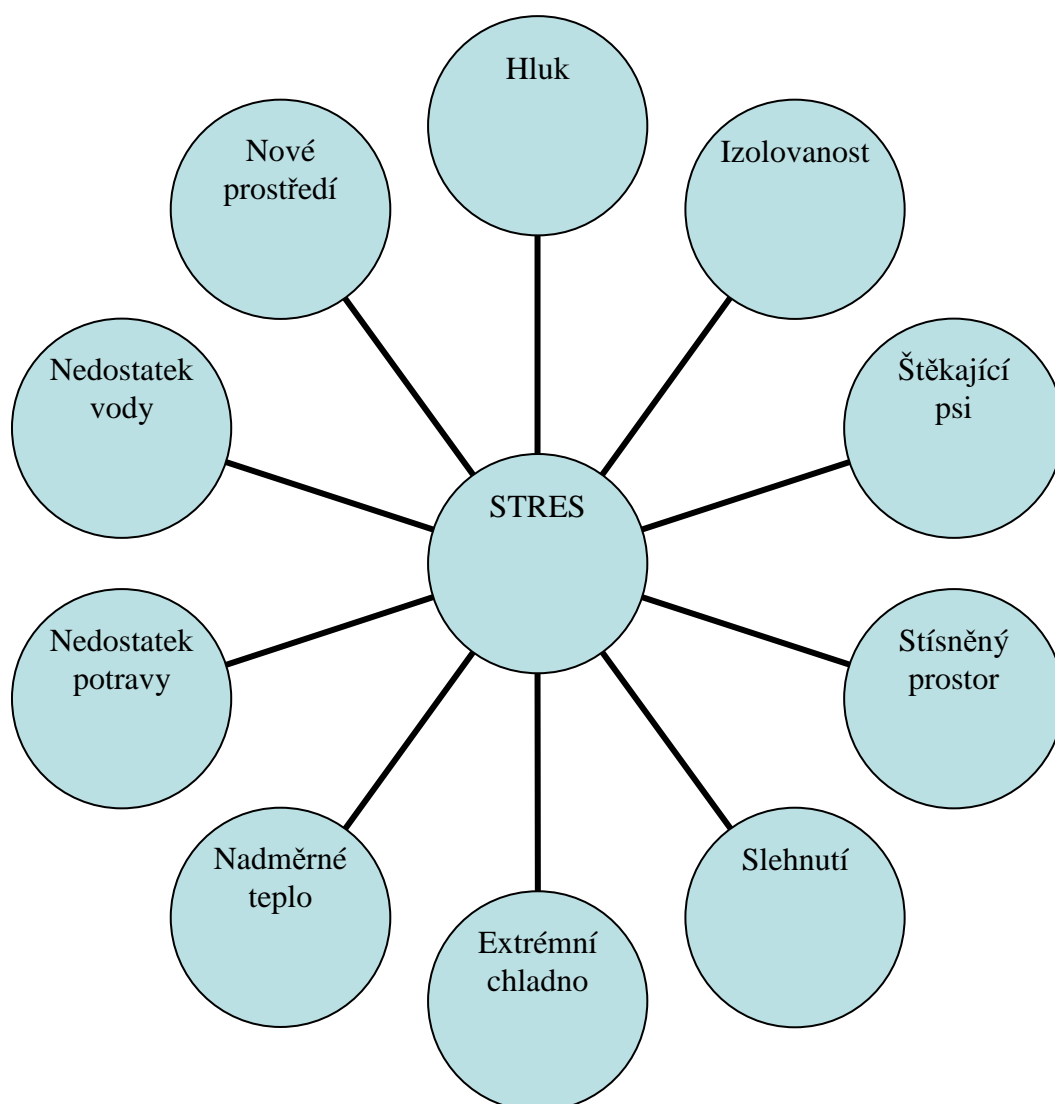 Hluk
Izolovanost
Nové
prostředí
Štěkající
psi
Nedostatek
vody
STRES
Stísněný
prostor
Nedostatek
potravy
Slehnutí
Nadměrné
teplo
Extrémní
chladno